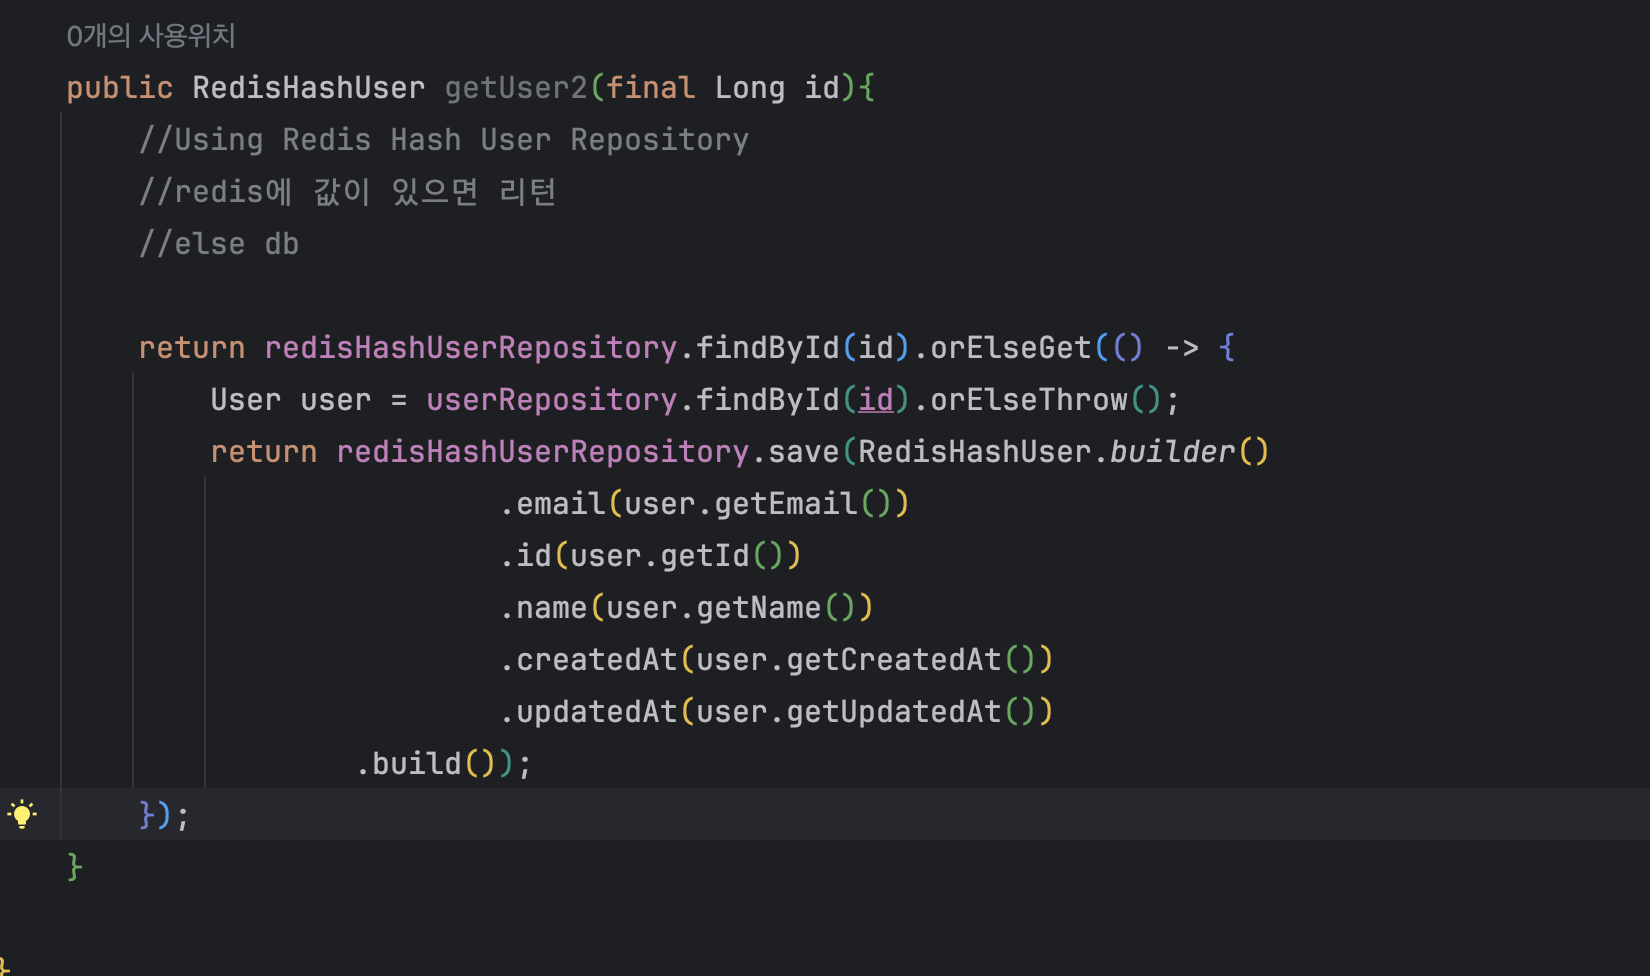 0개의 사용위치
public RedisHashUser getUser2(final Long id){
//Using Redis Hash User Repository
//redis에 값이 있으면 리턴
//else db
return redisHashUserRepository.findById(id).orElseGet(() -> {
User user = userRepository.findById(id).orElseThrow();
return redisHashUserRepository.save(RedisHashUser.builder()
.email(user.getEmail())
.id(user.getId())
.name(user.getName())
.createdAt(user.getCreatedAt())
.updatedAt(user.getUpdatedAt())
.build());
});
}
}